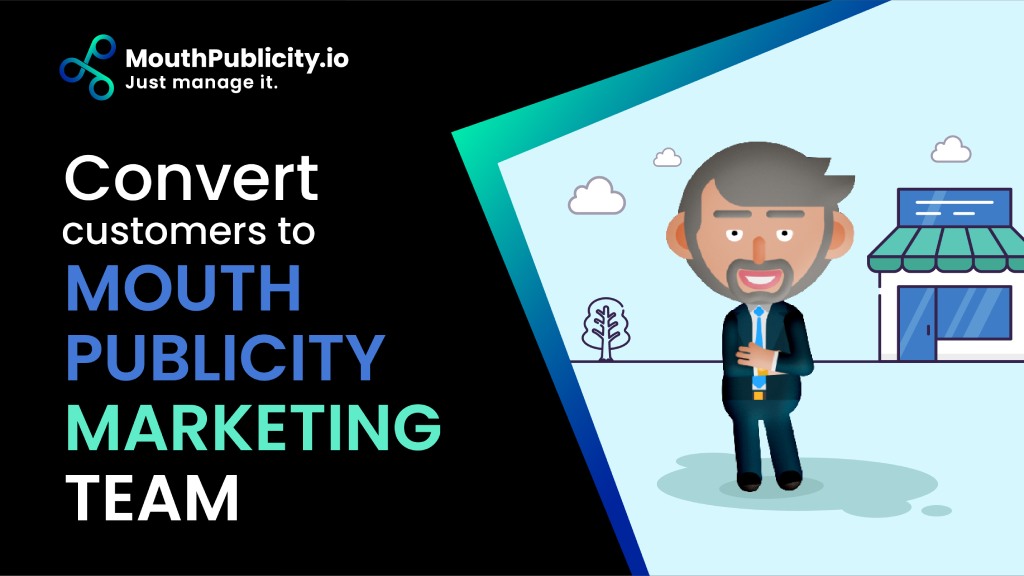 MouthPublicity.io
Just manage it.
Convert
customers to
MOUTH
PUBLICITY
MARKETING
TEAM